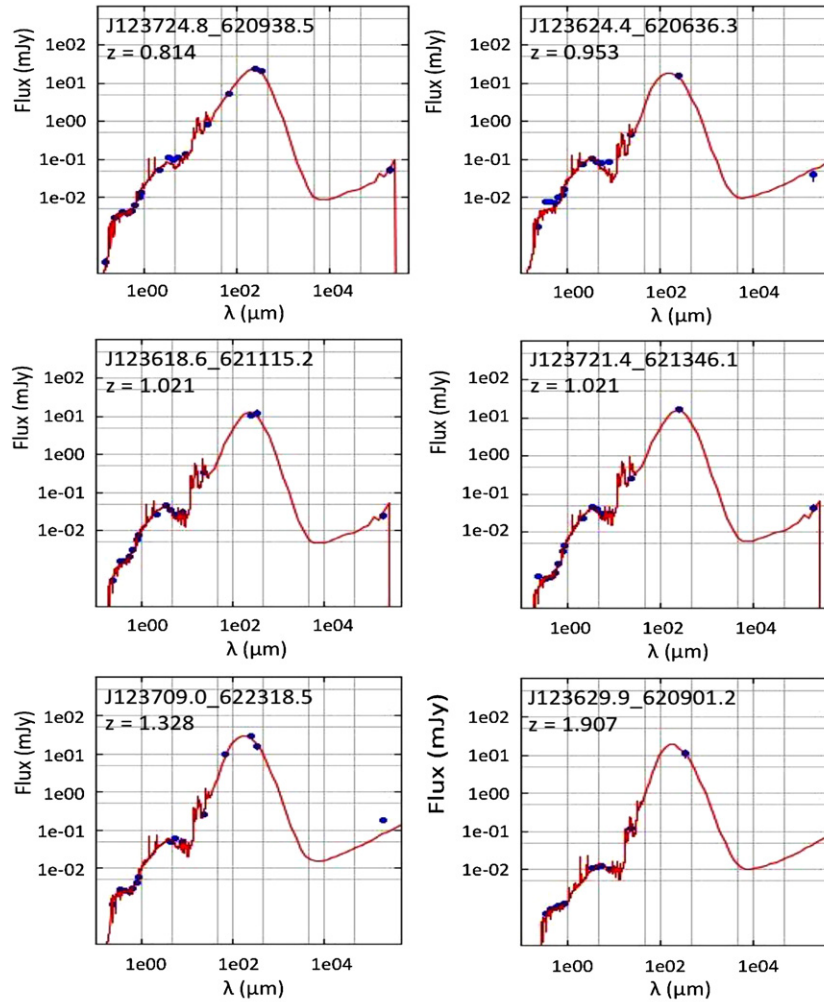 J123724.8_620938.5
z = 0.814
Flux (mJy)
1e02
1e01
1e00
1e-01
1e-02
1e00
1e02
1e04
λ (μm)
J123624.4_620636.3
z = 0.953
Flux (mJy)
1e02
1e01
1e00
1e-01
1e-02
1e00
1e02
1e04
λ (μm)
J123618.6_621115.2
z = 1.021
Flux (mJy)
1e02
1e01
1e00
1e-01
1e-02
1e00
1e02
1e04
λ (μm)
J123721.4_621346.1
z = 1.021
Flux (mJy)
1e02
1e01
1e00
1e-01
1e-02
1e00
1e02
1e04
λ (μm)
J123709.0_622318.5
z = 1.328
Flux (mJy)
1e02
1e01
1e00
1e-01
1e-02
1e00
1e02
1e04
λ (μm)
J123629.9_620901.2
z = 1.907
Flux (mJy)
1e02
1e01
1e00
1e-01
1e-02
1e00
1e02
1e04
λ (μm)